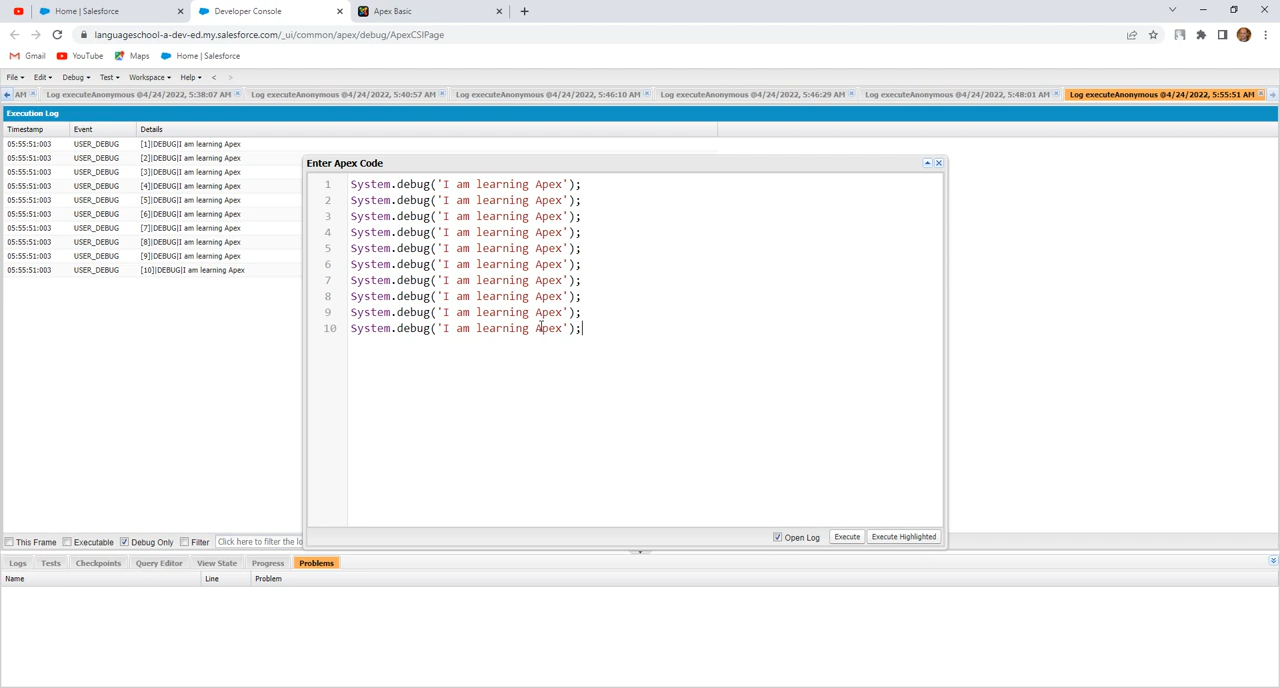 Home | Salesforce
Developer Console
Apex Basic
languageschool-a-dev-ed.my.salesforce.com/_ui/common/apex/debug/ApexCSIPage
Gmail YouTube Maps Home | Salesforce
File Edit Debug Test Workspace Help < >
AM Log executeAnonymous @4/24/2022, 5:38:07 AM Log executeAnonymous @4/24/2022, 5:40:57 AM Log executeAnonymous @4/24/2022, 5:46:10 AM Log executeAnonymous @4/24/2022, 5:46:29 AM Log executeAnonymous @4/24/2022, 5:48:01 AM Log executeAnonymous @4/24/2022, 5:55:51 AM
Execution Log
Timestamp Event Details
05:55:51:003 USER_DEBUG [1]|DEBUG|I am learning Apex
05:55:51:003 USER_DEBUG [2]|DEBUG|I am learning Apex
05:55:51:003 USER_DEBUG [3]|DEBUG|I am learning Apex
05:55:51:003 USER_DEBUG [4]|DEBUG|I am learning Apex
05:55:51:003 USER_DEBUG [5]|DEBUG|I am learning Apex
05:55:51:003 USER_DEBUG [6]|DEBUG|I am learning Apex
05:55:51:003 USER_DEBUG [7]|DEBUG|I am learning Apex
05:55:51:003 USER_DEBUG [8]|DEBUG|I am learning Apex
05:55:51:003 USER_DEBUG [9]|DEBUG|I am learning Apex
05:55:51:003 USER_DEBUG [10]|DEBUG|I am learning Apex
Enter Apex Code
1 System.debug('I am learning Apex');
2 System.debug('I am learning Apex');
3 System.debug('I am learning Apex');
4 System.debug('I am learning Apex');
5 System.debug('I am learning Apex');
6 System.debug('I am learning Apex');
7 System.debug('I am learning Apex');
8 System.debug('I am learning Apex');
9 System.debug('I am learning Apex');
10 System.debug('I am learning Apex');
Open Log Execute Execute Highlighted
This Frame Executable Debug Only Filter Click here to filter the lo
Logs Tests Checkpoints Query Editor View State Progress Problems
Name Line Problem